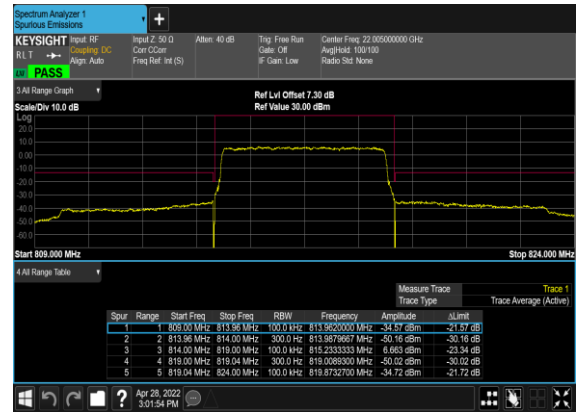 Spectrum Analyzer 1
Spurious Emissions
KEYSIGHT Input: RF Input Z: 50 Ω Atten: 40 dB Trig: Free Run Center Freq: 22.005000000 GHz
RLT Coupling: DC Corr CCorr Gate: Off Avg|Hold: 100/100
Align: Auto Freq Ref: Int (S) IF Gain: Low Radio Std: None
PASS
3 All Range Graph
Ref Lvl Offset 7.30 dB
Scale/Div 10.0 dB Ref Value 30.00 dBm
Log
20.0
10.0
0.00
-10.0
-20.0
-30.0
-40.0
-50.0
-60.0
Start 809.000 MHz Stop 824.000 MHz
4 All Range Table
Measure Trace Trace 1
Trace Type Trace Average (Active)
Spur Range Start Freq Stop Freq RBW Frequency Amplitude ΔLimit
1 1 809.00 MHz 813.96 MHz 100.0 kHz 813.9620000 MHz -34.57 dBm -21.57 dB
2 2 813.96 MHz 814.00 MHz 300.0 Hz 813.9879667 MHz -50.16 dBm -30.16 dB
3 3 814.00 MHz 819.00 MHz 100.0 kHz 815.2333333 MHz 6.663 dBm -23.34 dB
4 4 819.00 MHz 819.04 MHz 300.0 Hz 819.0089300 MHz -50.02 dBm -30.02 dB
5 5 819.04 MHz 824.00 MHz 100.0 kHz 819.8732700 MHz -34.72 dBm -21.72 dB
?
Apr 28, 2022
3:01:54 PM